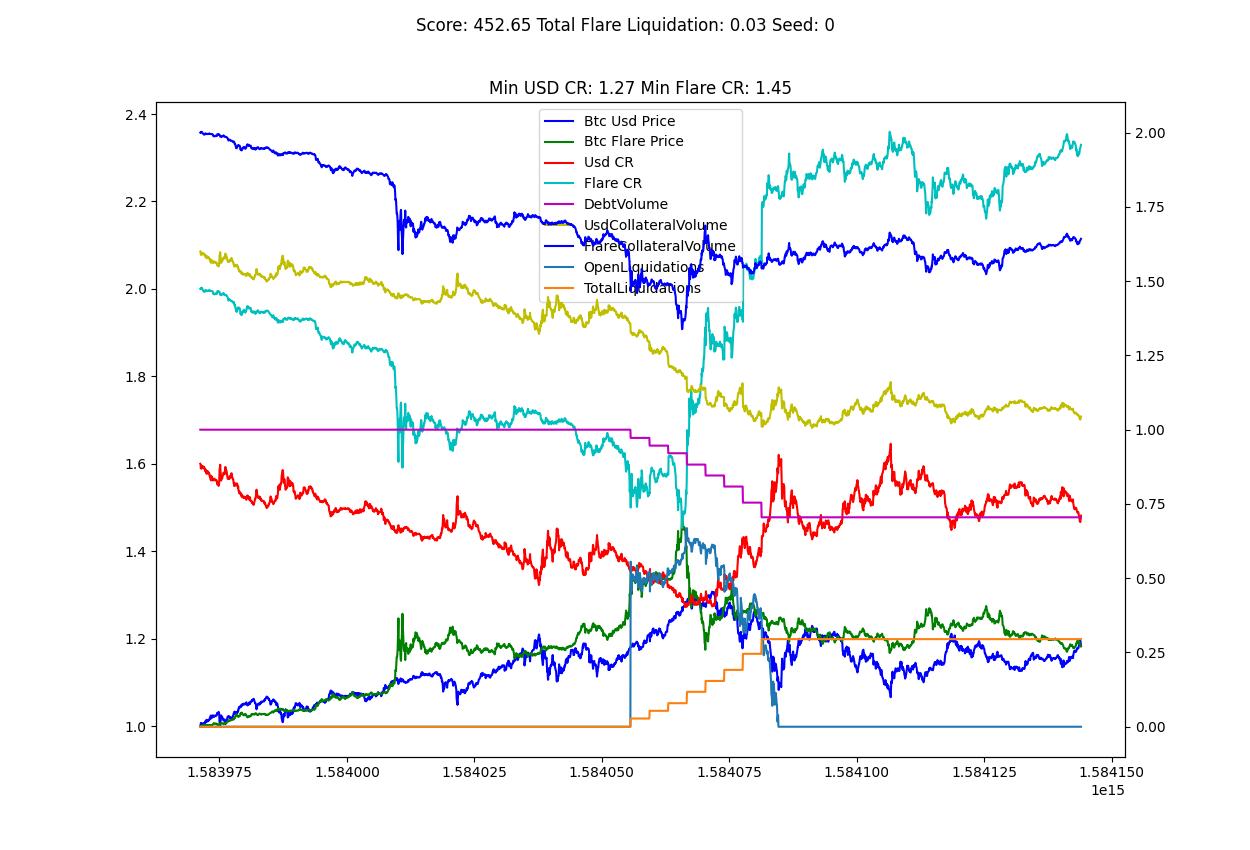 Score: 452.65 Total Flare Liquidation: 0.03 Seed: 0
Min USD CR: 1.27 Min Flare CR: 1.45
Btc Usd Price
Btc Flare Price
Usd CR
Flare CR
DebtVolume
UsdCollateralVolume
FlareCollateralVolume
OpenLiquidations
TotalLiquidations
2.4
2.2
2.0
1.8
1.6
1.4
1.2
1.0
2.00
1.75
1.50
1.25
1.00
0.75
0.50
0.25
0.00
1.583975 1.584000 1.584025 1.584050 1.584075 1.584100 1.584125 1.584150
1e15